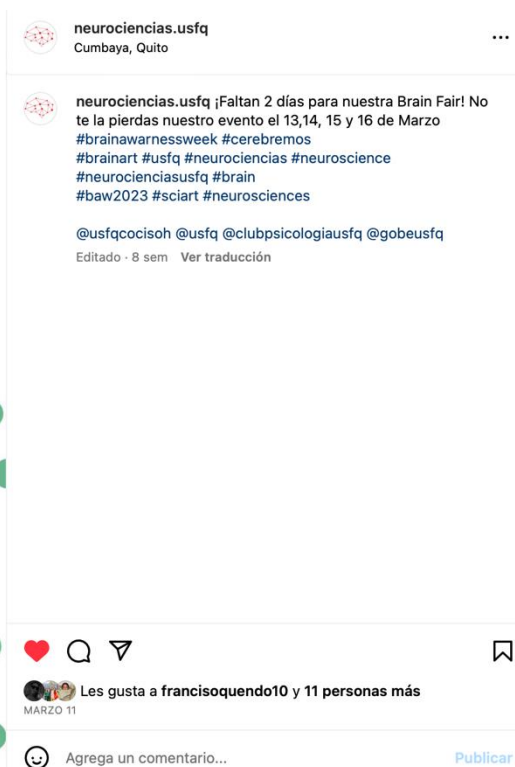 neurociencias.usfq
Cumbaya, Quito
neurociencias.usfq ¡Faltan 2 días para nuestra Brain Fair! No
te la pierdas nuestro evento el 13,14, 15 y 16 de Marzo
#brainawarnessweek #cerebremos
#brainart #usfq #neurociencias #neuroscience
#neurocienciasusfq #brain
#baw2023 #sciart #neurosciences
@usfqcocisoh @usfq @clubpsicologiausfq @gobeusfq
Editado · 8 sem Ver traducción
Les gusta a francisoquendo10 y 11 personas más
MARZO 11
Agrega un comentario... Publicar